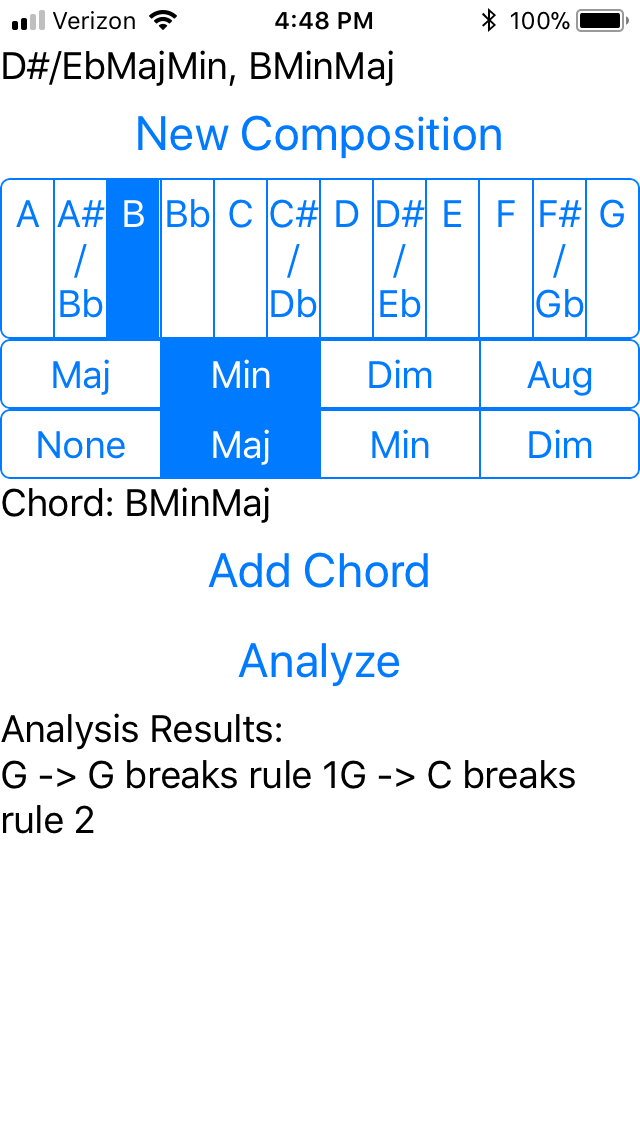 Verizon 4:48 PM 100%
D#/EbMajMin, BMinMaj
New Composition
A A# / Bb B Bb C C# / Db D D# / Eb E F F# / Gb G
Maj Min Dim Aug
None Maj Min Dim
Chord: BMinMaj
Add Chord
Analyze
Analysis Results:
G -> G breaks rule 1G -> C breaks
rule 2